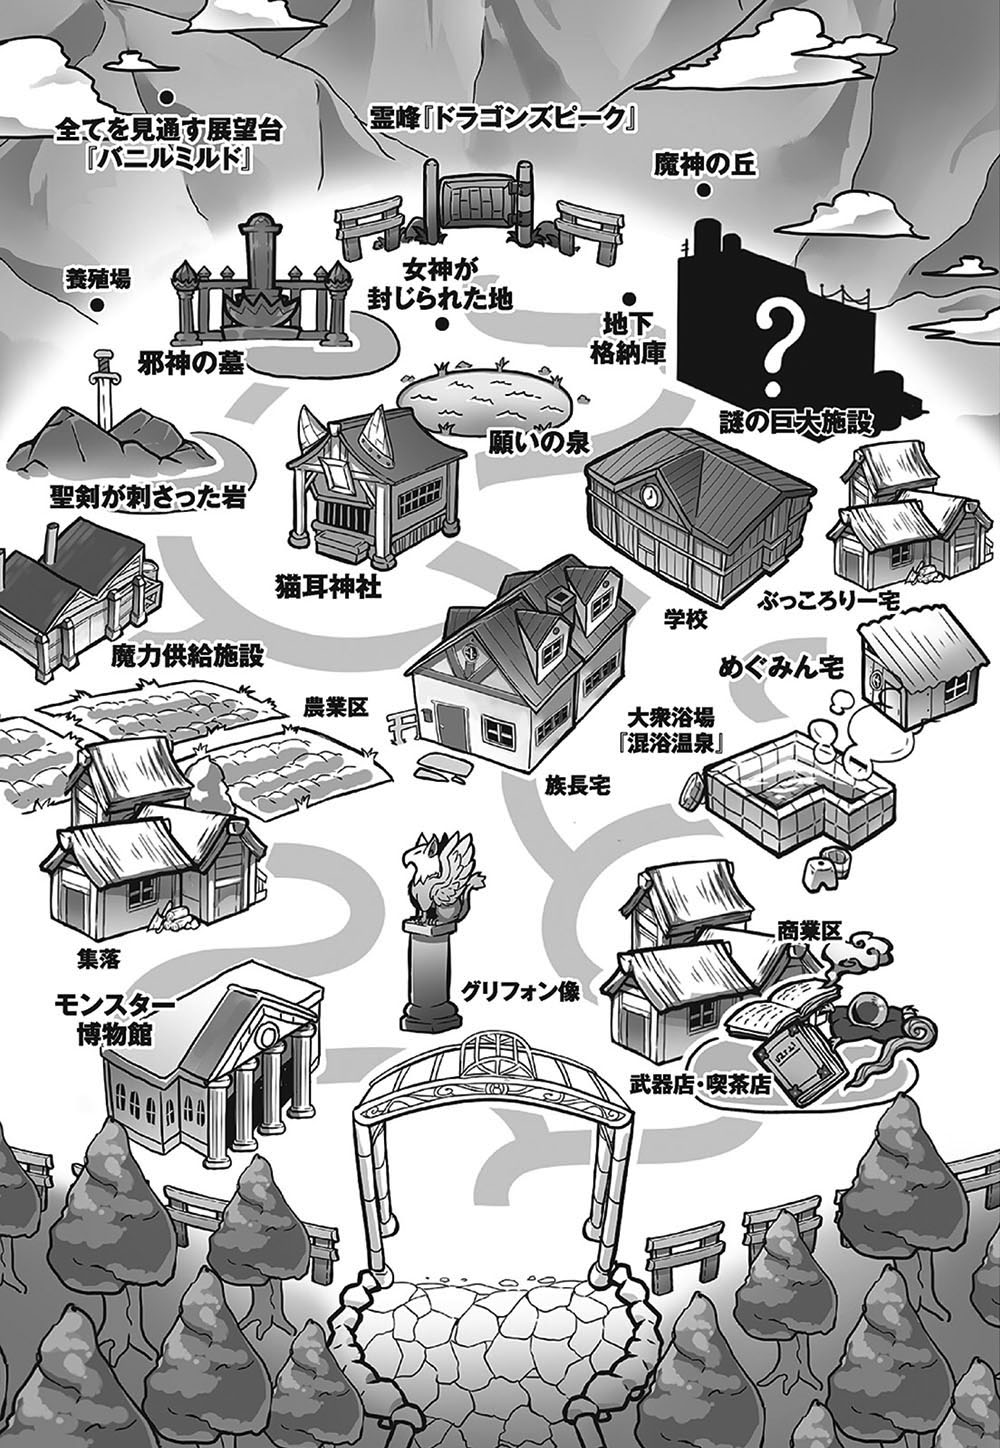 全てを見通す展望台
『バニルミルド』
霊峰『ドラゴンズピーク』
魔神の丘
養殖場
女神が
封じられた地
地下
格納庫
?
邪神の墓
謎の巨大施設
願いの泉
聖剣が刺さった岩
猫耳神社
学校
ぶっころりー宅
魔力供給施設
めぐみん宅
農業区
大衆浴場
『混浴温泉』
族長宅
集落
商業区
グリフォン像
モンスター
博物館
武器店・喫茶店